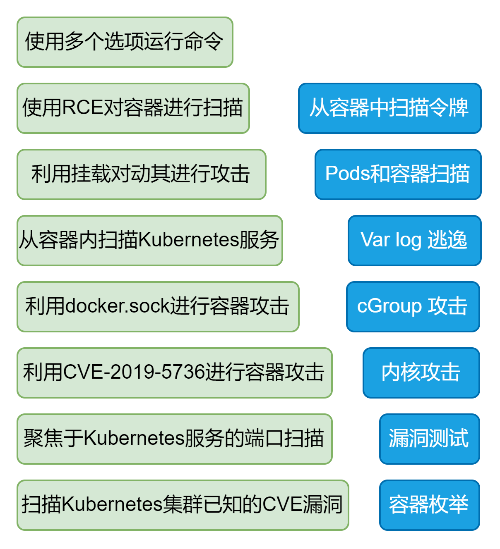 使用多个选项运行命令
使用RCE对容器进行扫描
从容器中扫描令牌
利用挂载对动其进行攻击
Pods和容器扫描
从容器内扫描Kubernetes服务
Var log 逃逸
利用docker.sock进行容器攻击
cGroup 攻击
利用CVE-2019-5736进行容器攻击
内核攻击
聚焦于Kubernetes服务的端口扫描
漏洞测试
扫描Kubernetes集群已知的CVE漏洞
容器枚举